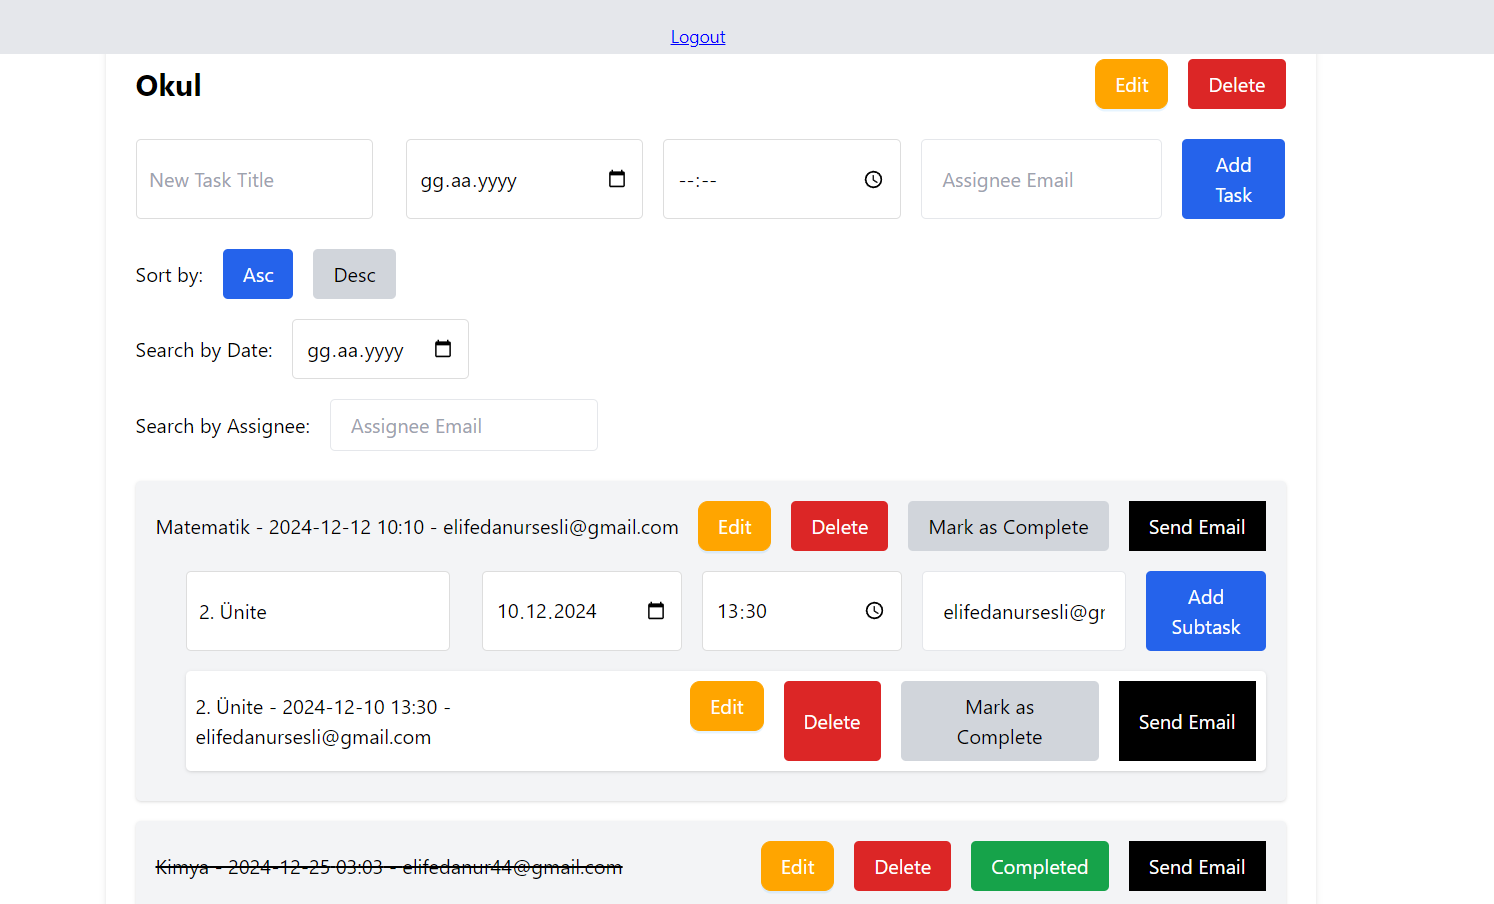 Logout
Okul
Edit
Delete
New Task Title
gg.aa.yyyy
--:--
Assignee Email
Add
Task
Sort by:
Asc
Desc
Search by Date:
gg.aa.yyyy
Search by Assignee:
Assignee Email
Matematik - 2024-12-12 10:10 - elifedanursesli@gmail.com
Edit
Delete
Mark as Complete
Send Email
2. Ünite
10.12.2024
13:30
elifedanursesli@gr
Add
Subtask
2. Ünite - 2024-12-10 13:30 -
elifedanursesli@gmail.com
Edit
Delete
Mark as
Complete
Send Email
Kimya - 2024-12-25 03:03 - elifedanur44@gmail.com
Edit
Delete
Completed
Send Email